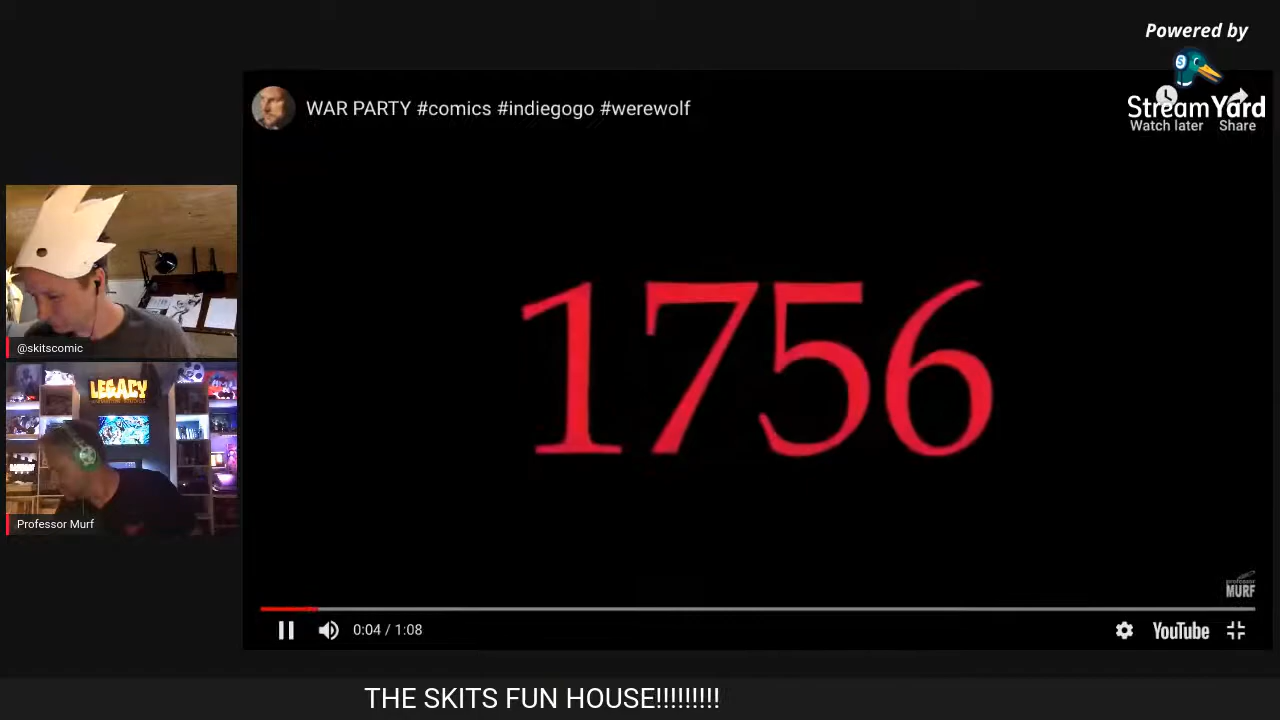 Powered by
StreamYard
WAR PARTY #comics #indiegogo #werewolf
Watch later
Share
1756
@skitscomic
LEGACY
Professor Murf
professor
MURF
0:04 / 1:08
YouTube
THE SKITS FUN HOUSE!!!!!!!!!